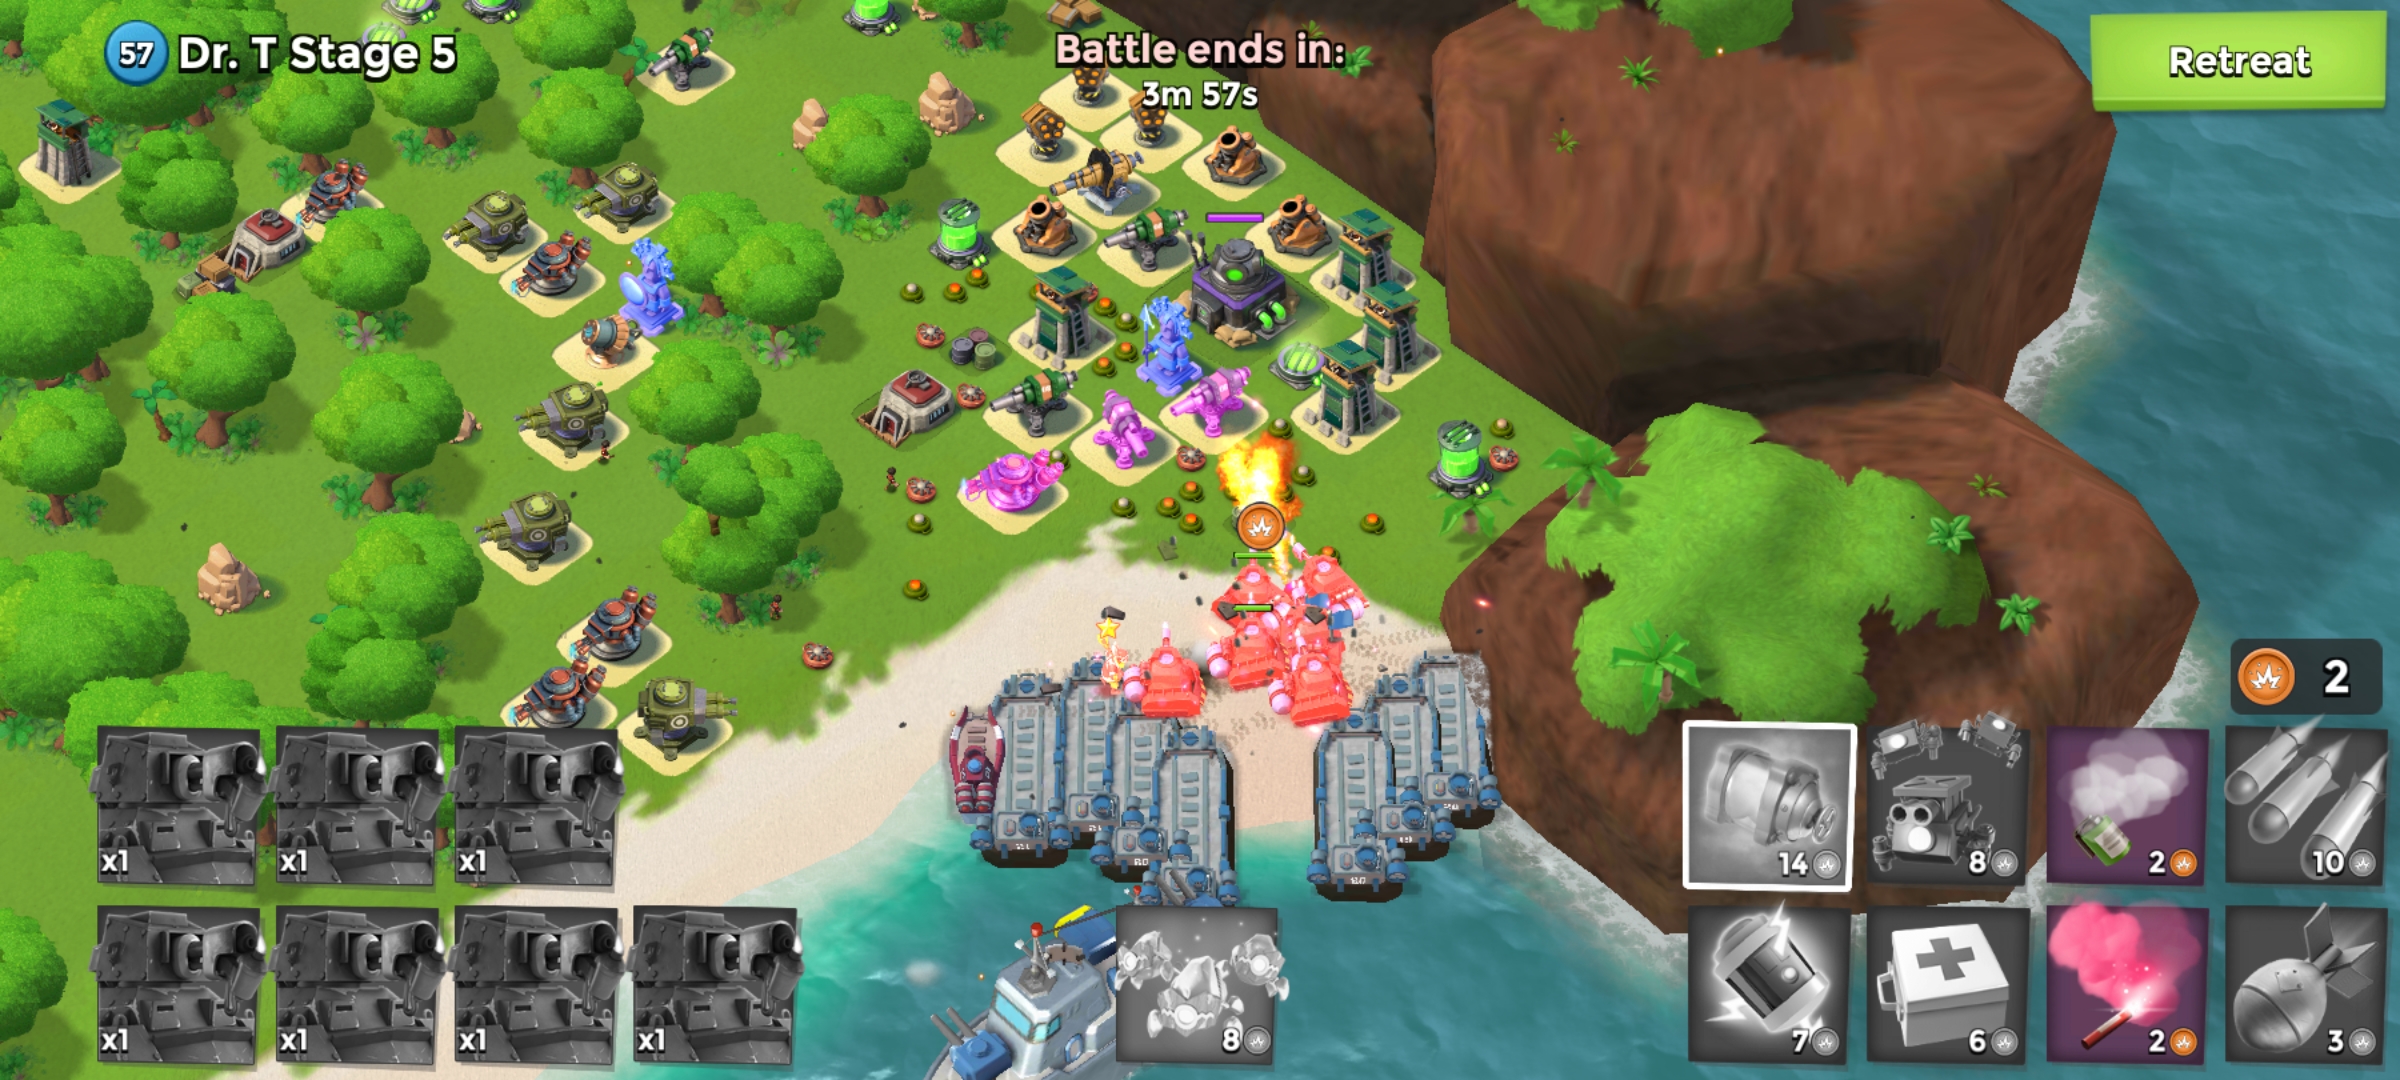 57 Dr. T Stage 5
Battle ends in:
3m 57s
Retreat
2
x1 x1 x1
14 8 2 10
x1 x1 x1 x1
8
7 6 2 3